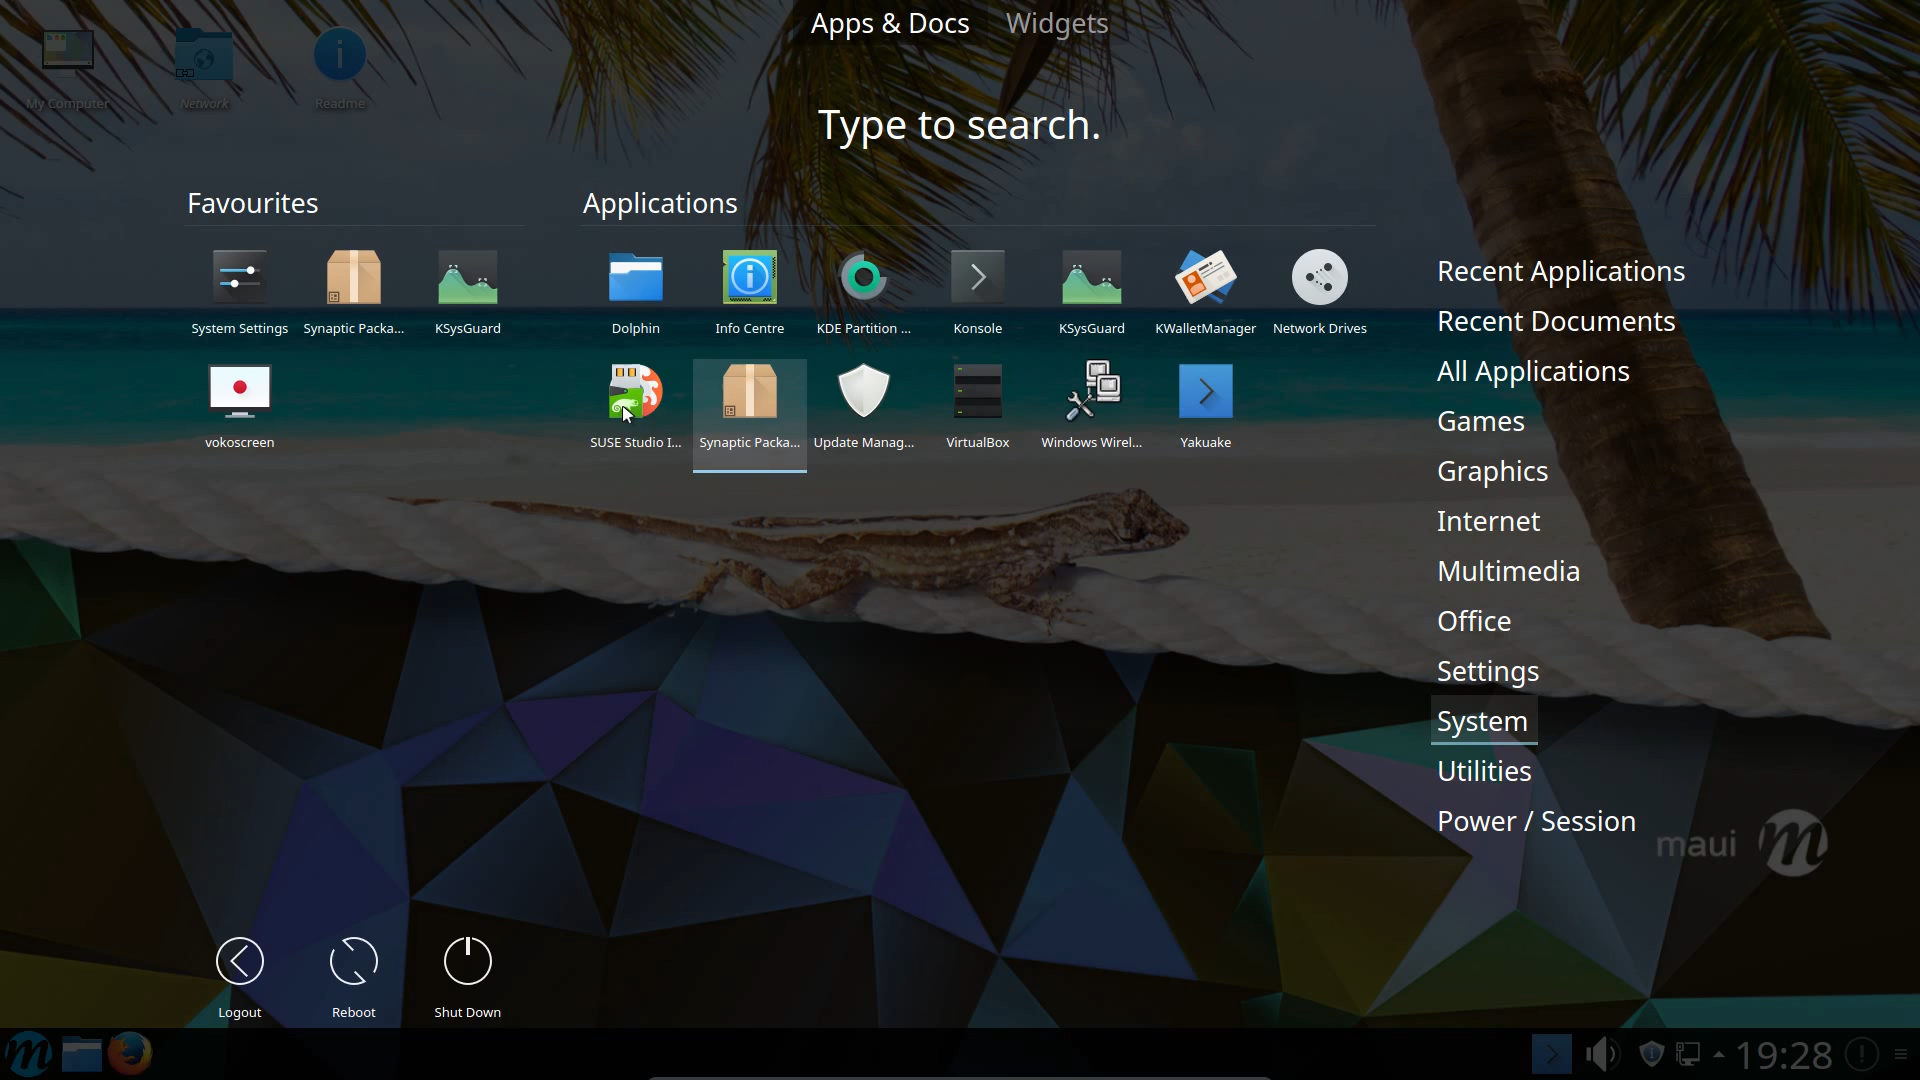 Apps & Docs Widgets
My Computer Network Readme
Type to search.
Favourites
System Settings Synaptic Packa... KSysGuard
vokoscreen
Applications
Dolphin Info Centre KDE Partition ... Konsole KSysGuard KWalletManager Network Drives
SUSE Studio I... Synaptic Packa... Update Manag... VirtualBox Windows Wirel... Yakuake
Recent Applications
Recent Documents
All Applications
Games
Graphics
Internet
Multimedia
Office
Settings
System
Utilities
Power / Session
maui m
Logout Reboot Shut Down
m 19:28